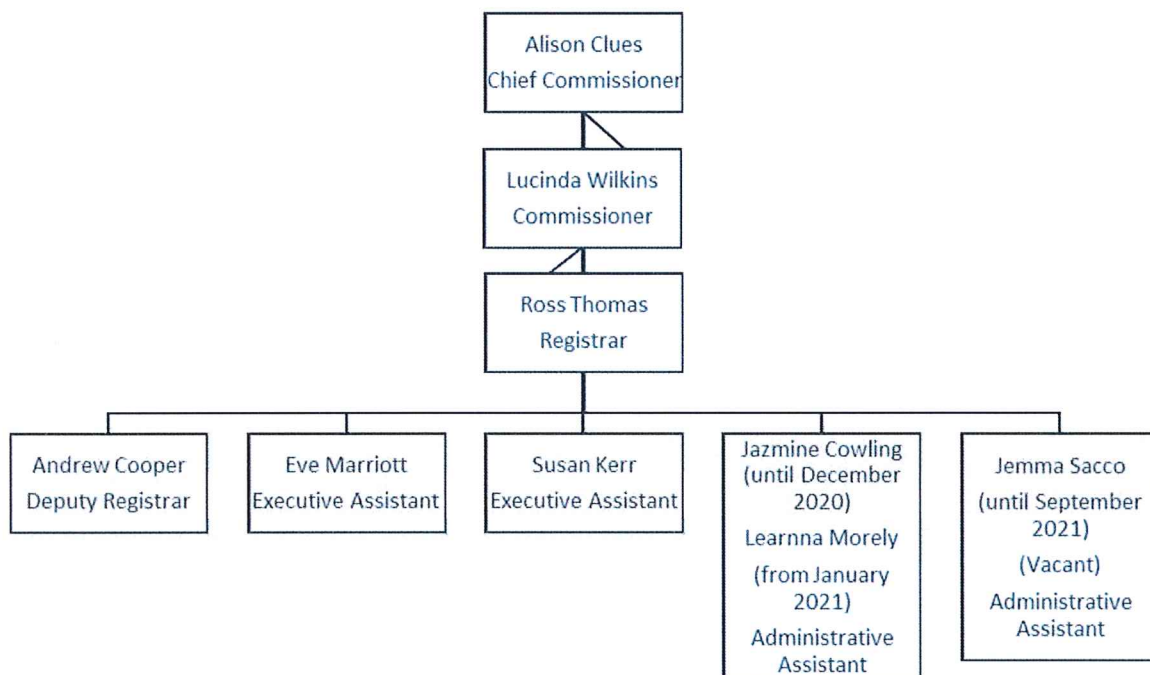 Alison Clues
Chief Commissioner
Lucinda Wilkins
Commissioner
Ross Thomas
Registrar
Andrew Cooper
Deputy Registrar
Eve Marriott
Executive Assistant
Susan Kerr
Executive Assistant
Jazmine Cowling
(until December
2020)
Learnna Morely
(from January
2021)
Administrative
Assistant
Jemma Sacco
(until September
2021)
(Vacant)
Administrative
Assistant